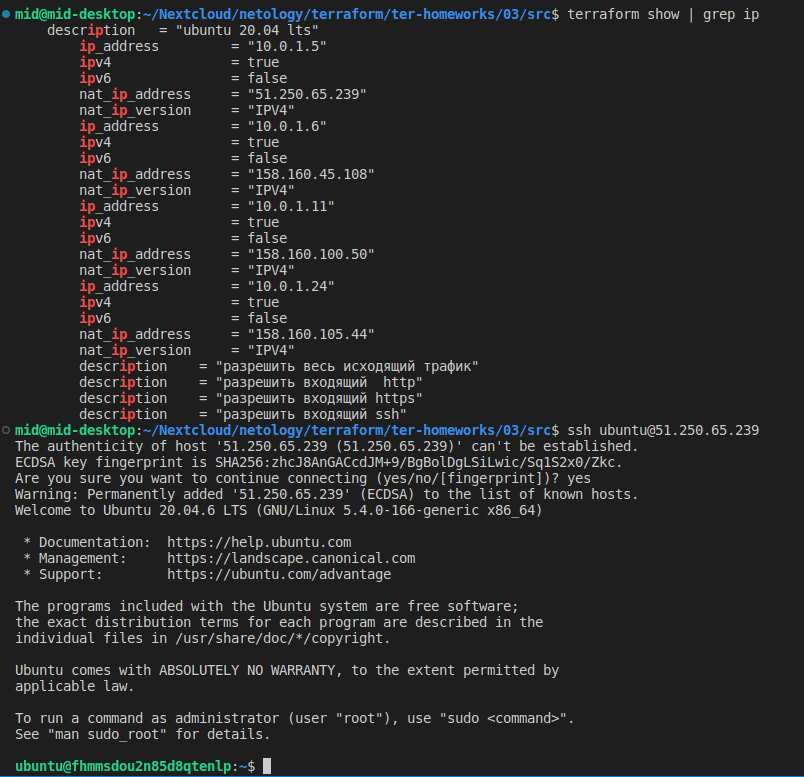 mid@mid-desktop:~/Nextcloud/netology/terraform/ter-homeworks/03/src$ terraform show | grep ip
    description   = "ubuntu 20.04 lts"
        ip_address         = "10.0.1.5"
        ipv4               = true
        ipv6               = false
        nat_ip_address     = "51.250.65.239"
        nat_ip_version     = "IPV4"
        ip_address         = "10.0.1.6"
        ipv4               = true
        ipv6               = false
        nat_ip_address     = "158.160.45.108"
        nat_ip_version     = "IPV4"
        ip_address         = "10.0.1.11"
        ipv4               = true
        ipv6               = false
        nat_ip_address     = "158.160.100.50"
        nat_ip_version     = "IPV4"
        ip_address         = "10.0.1.24"
        ipv4               = true
        ipv6               = false
        nat_ip_address     = "158.160.105.44"
        nat_ip_version     = "IPV4"
        description    = "разрешить весь исходящий трафик"
        description    = "разрешить входящий  http"
        description    = "разрешить входящий https"
        description    = "разрешить входящий ssh"
mid@mid-desktop:~/Nextcloud/netology/terraform/ter-homeworks/03/src$ ssh ubuntu@51.250.65.239
The authenticity of host '51.250.65.239 (51.250.65.239)' can't be established.
ECDSA key fingerprint is SHA256:zhcJ8AnGACcdJM+9/BgBolDgLSiLwic/Sq1S2x0/Zkc.
Are you sure you want to continue connecting (yes/no/[fingerprint])? yes
Warning: Permanently added '51.250.65.239' (ECDSA) to the list of known hosts.
Welcome to Ubuntu 20.04.6 LTS (GNU/Linux 5.4.0-166-generic x86_64)

 * Documentation:  https://help.ubuntu.com
 * Management:     https://landscape.canonical.com
 * Support:        https://ubuntu.com/advantage

The programs included with the Ubuntu system are free software;
the exact distribution terms for each program are described in the
individual files in /usr/share/doc/*/copyright.

Ubuntu comes with ABSOLUTELY NO WARRANTY, to the extent permitted by
applicable law.

To run a command as administrator (user "root"), use "sudo <command>".
See "man sudo_root" for details.

ubuntu@fhmmsdou2n85d8qtenlp:~$